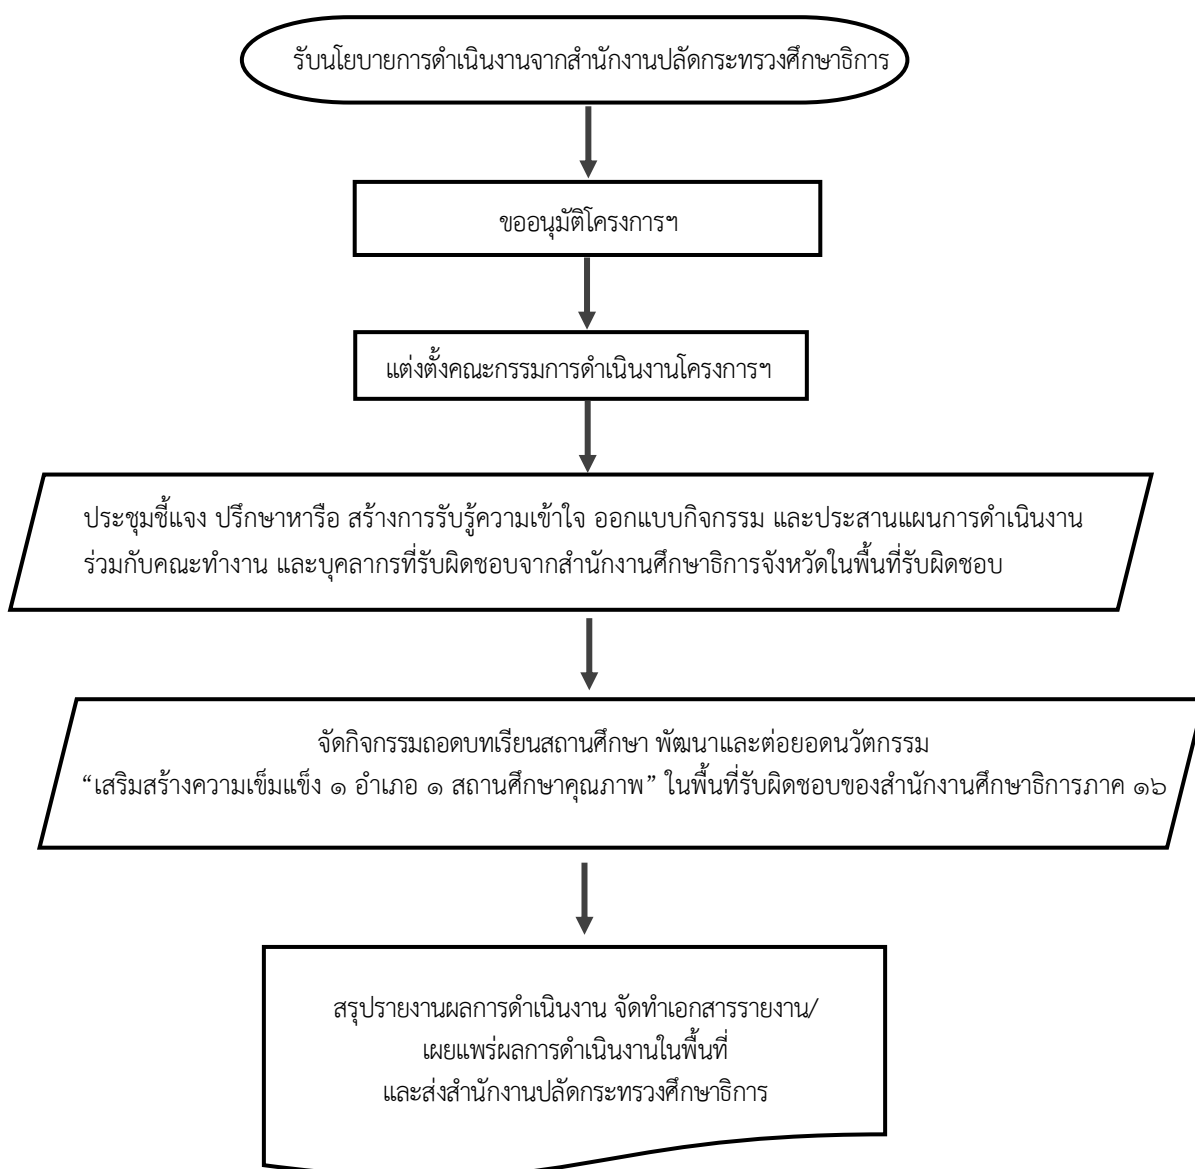 รับนโยบายการดำเนินงานจากสำนักงานปลัดกระทรวงศึกษาธิการ
ขออนุมัติโครงการฯ
แต่งตั้งคณะกรรมการดำเนินงานโครงการฯ
ประชุมชี้แจง ปรึกษาหารือ สร้างการรับรู้ความเข้าใจ ออกแบบกิจกรรม และประสานแผนการดำเนินงาน
ร่วมกับคณะทำงาน และบุคลากรที่รับผิดชอบจากสำนักงานศึกษาธิการจังหวัดในพื้นที่รับผิดชอบ
จัดกิจกรรมถอดบทเรียนสถานศึกษา พัฒนาและต่อยอดนวัตกรรม
“เสริมสร้างความเข็มแข็ง ๑ อำเภอ ๑ สถานศึกษาคุณภาพ” ในพื้นที่รับผิดชอบของสำนักงานศึกษาธิการภาค ๑๖
สรุปรายงานผลการดำเนินงาน จัดทำเอกสารรายงาน/
เผยแพร่ผลการดำเนินงานในพื้นที่
และส่งสำนักงานปลัดกระทรวงศึกษาธิการ